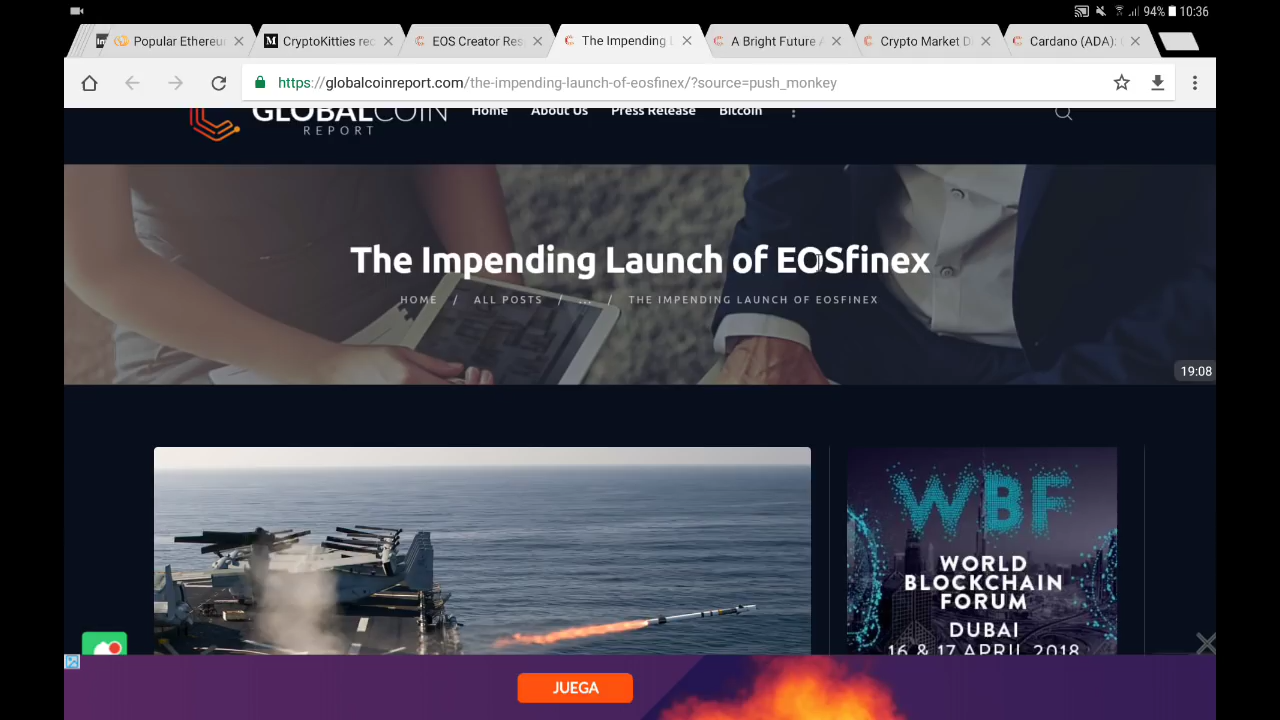 94% 10:36
Popular Ethereu
CryptoKitties rec
EOS Creator Res
The Impending L
A Bright Future A
Crypto Market D
Cardano (ADA): C
https://globalcoinreport.com/the-impending-launch-of-eosfinex/?source=push_monkey
GLOBALCOIN
REPORT
Home About Us Press Release Bitcoin
The Impending Launch of EOSfinex
HOME / ALL POSTS / ... / THE IMPENDING LAUNCH OF EOSFINEX
19:08
WBF
WORLD
BLOCKCHAIN
FORUM
DUBAI
16 & 17 APRIL 2018
JUEGA